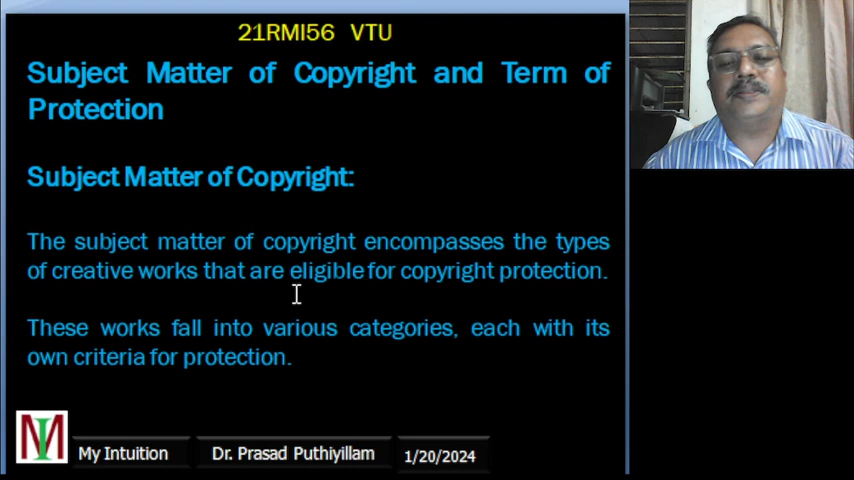 21RMI56 VTU
Subject Matter of Copyright and Term of
Protection
Subject Matter of Copyright:
The subject matter of copyright encompasses the types
of creative works that are eligible for copyright protection.
These works fall into various categories, each with its
own criteria for protection.
MI
My Intuition
Dr. Prasad Puthiyillam
1/20/2024